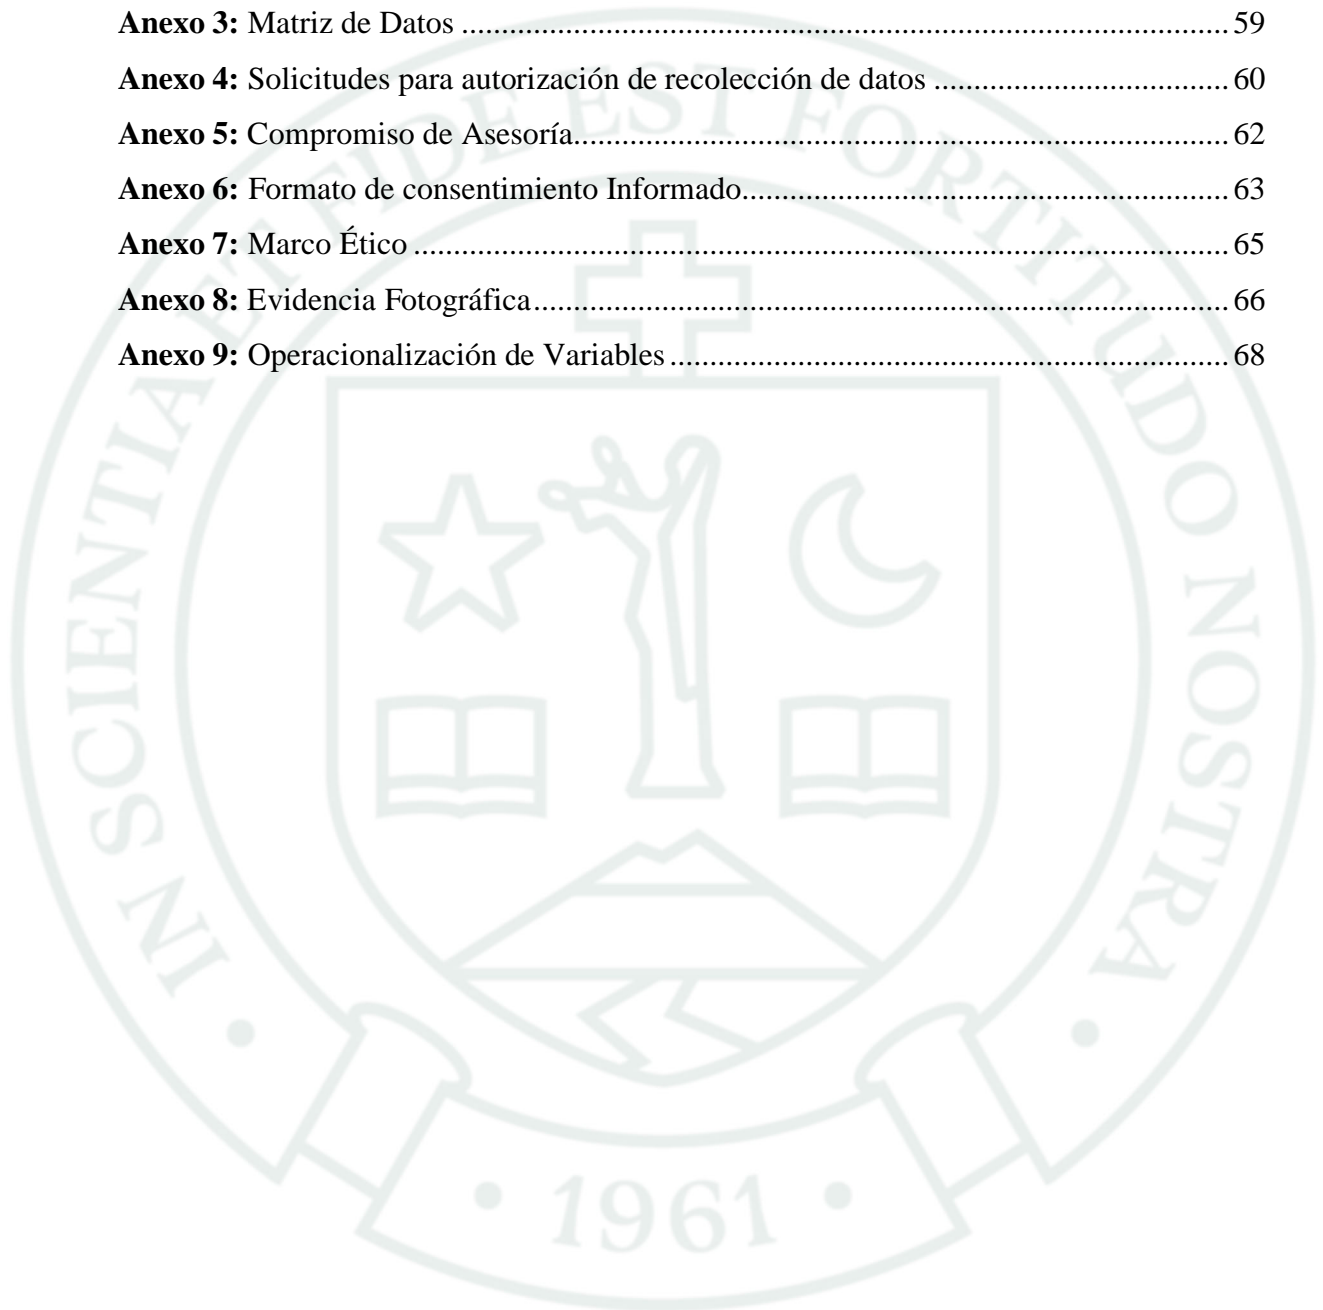 Anexo 3: Matriz de Datos ........................................................................................................ 59
Anexo 4: Solicitudes para autorización de recolección de datos ........................................ 60
Anexo 5: Compromiso de Asesoría....................................................................................... 62
Anexo 6: Formato de consentimiento Informado................................................................. 63
Anexo 7: Marco Ético ........................................................................................................... 65
Anexo 8: Evidencia Fotográfica............................................................................................ 66
Anexo 9: Operacionalización de Variables ........................................................................... 68
IN SCIENTIA ET FIDE EST FORTITUDO NOSTRA
• 1961 •